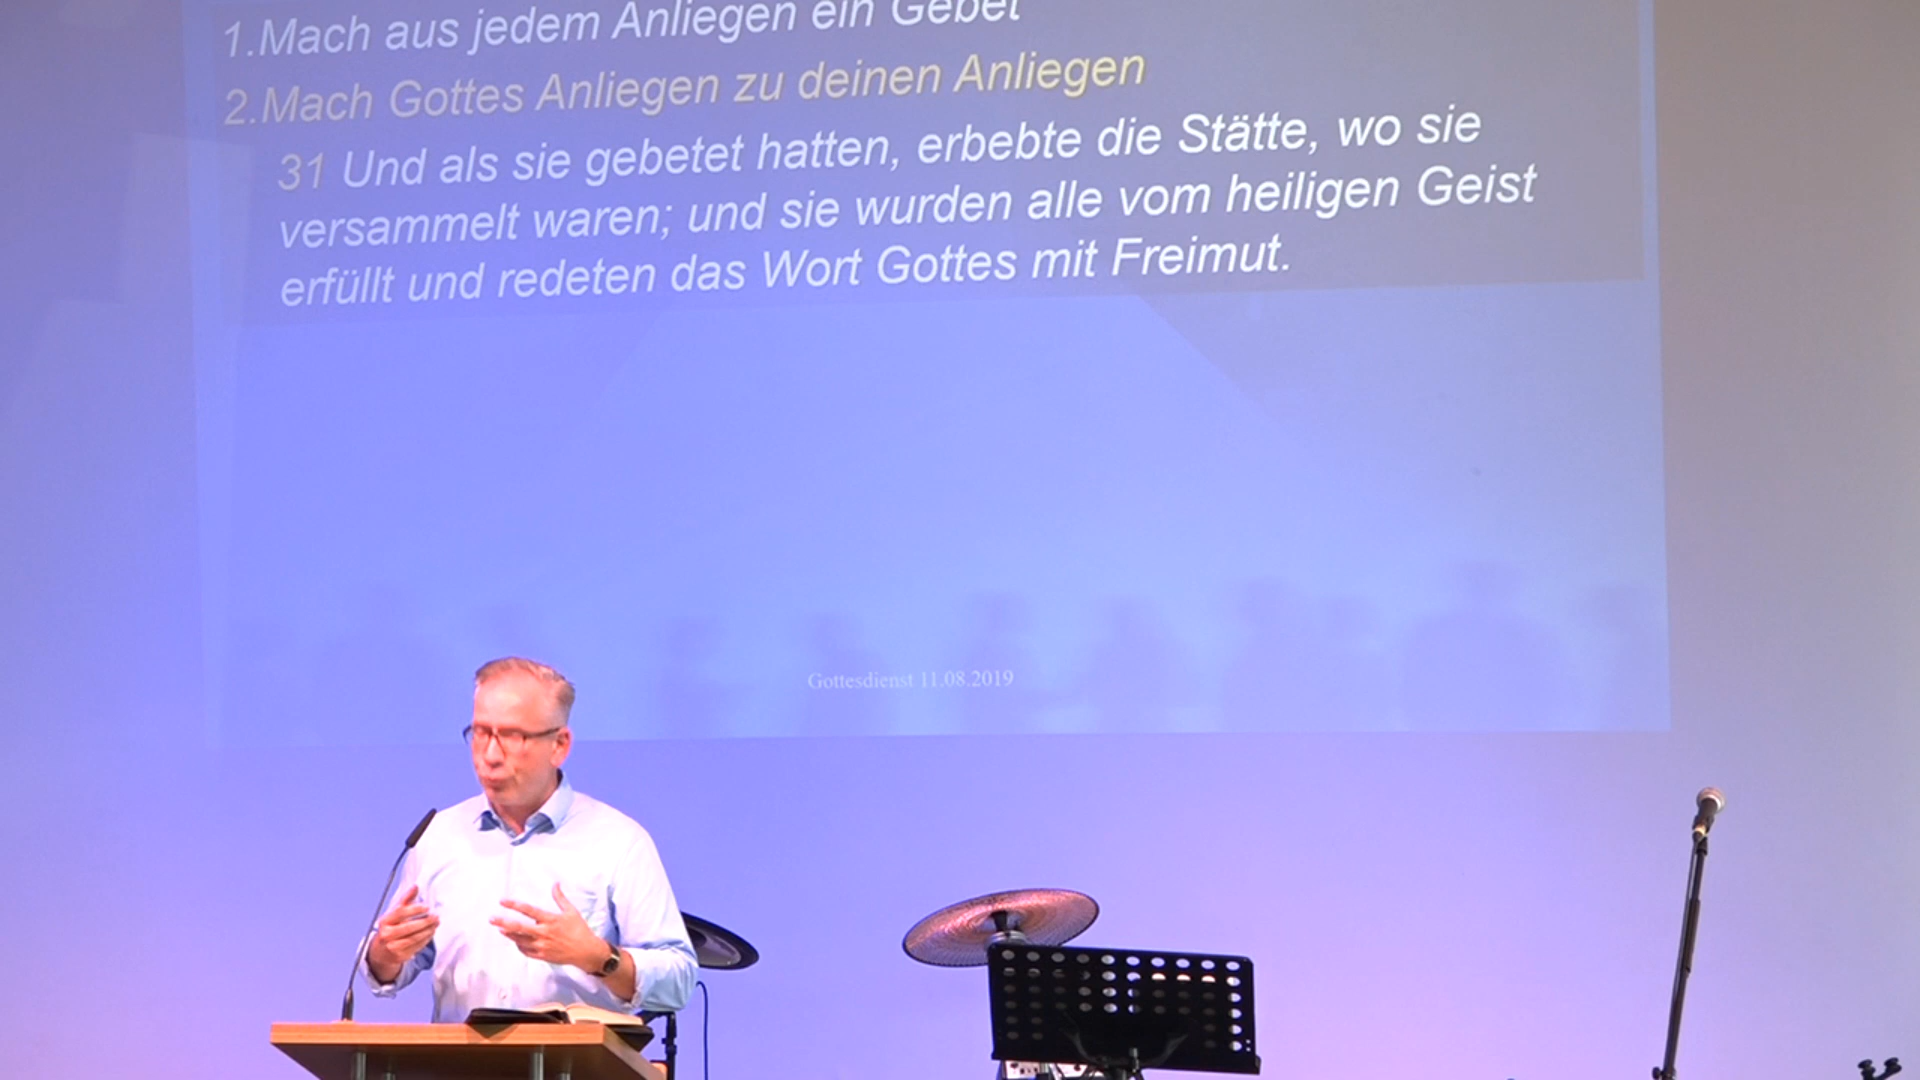 1.Mach aus jedem Anliegen ein Gebet
2.Mach Gottes Anliegen zu deinen Anliegen
31 Und als sie gebetet hatten, erbebte die Stätte, wo sie
versammelt waren; und sie wurden alle vom heiligen Geist
erfüllt und redeten das Wort Gottes mit Freimut.
Gottesdienst 11.08.2019